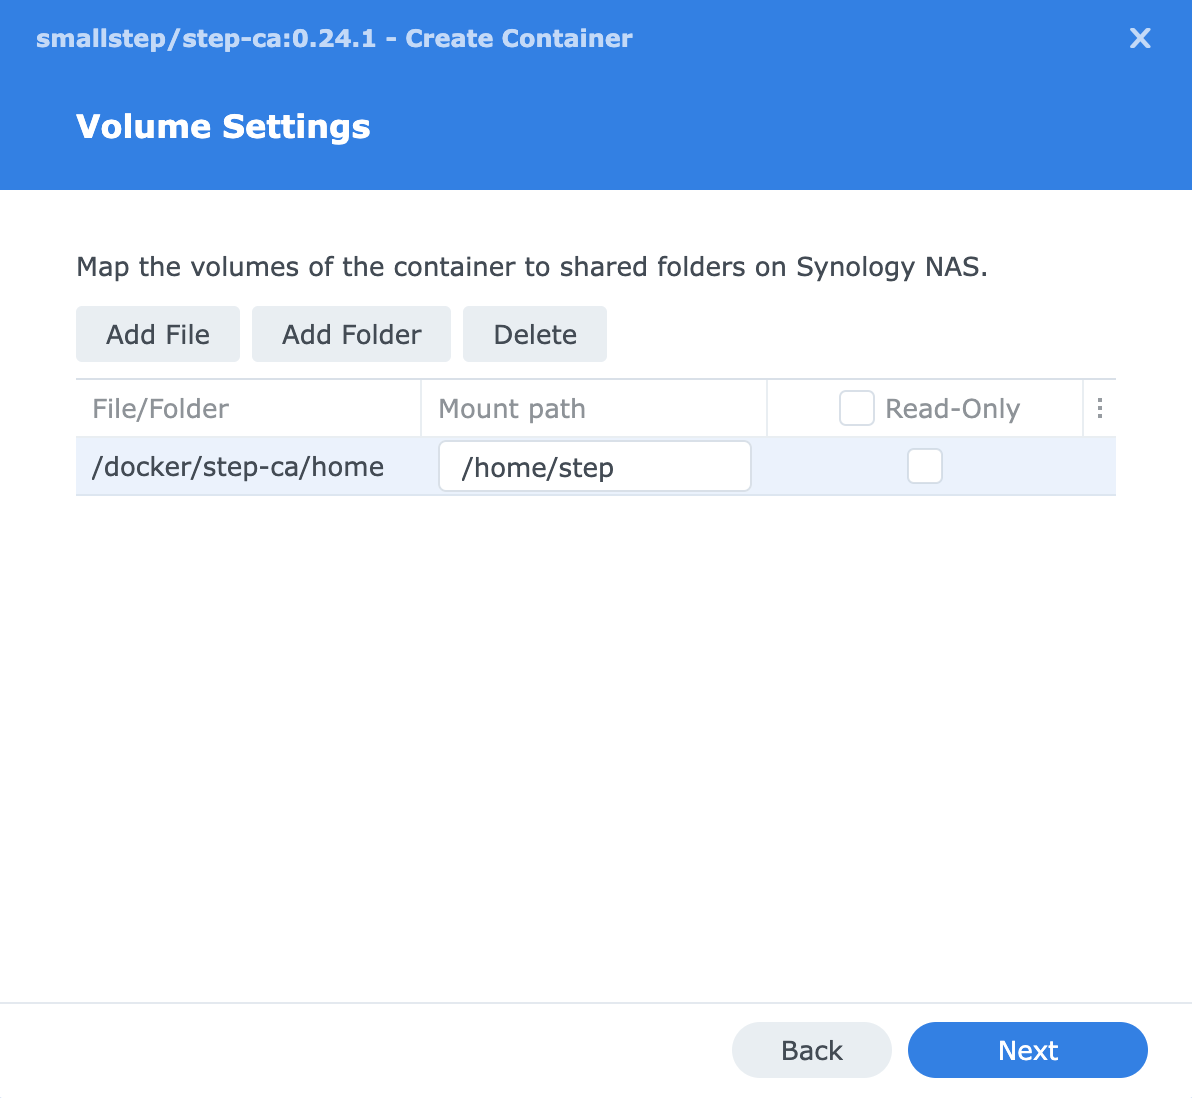 smallstep/step-ca:0.24.1 - Create Container
Volume Settings
Map the volumes of the container to shared folders on Synology NAS.
Add File Add Folder Delete
File/Folder Mount path Read-Only
/docker/step-ca/home /home/step
Back Next